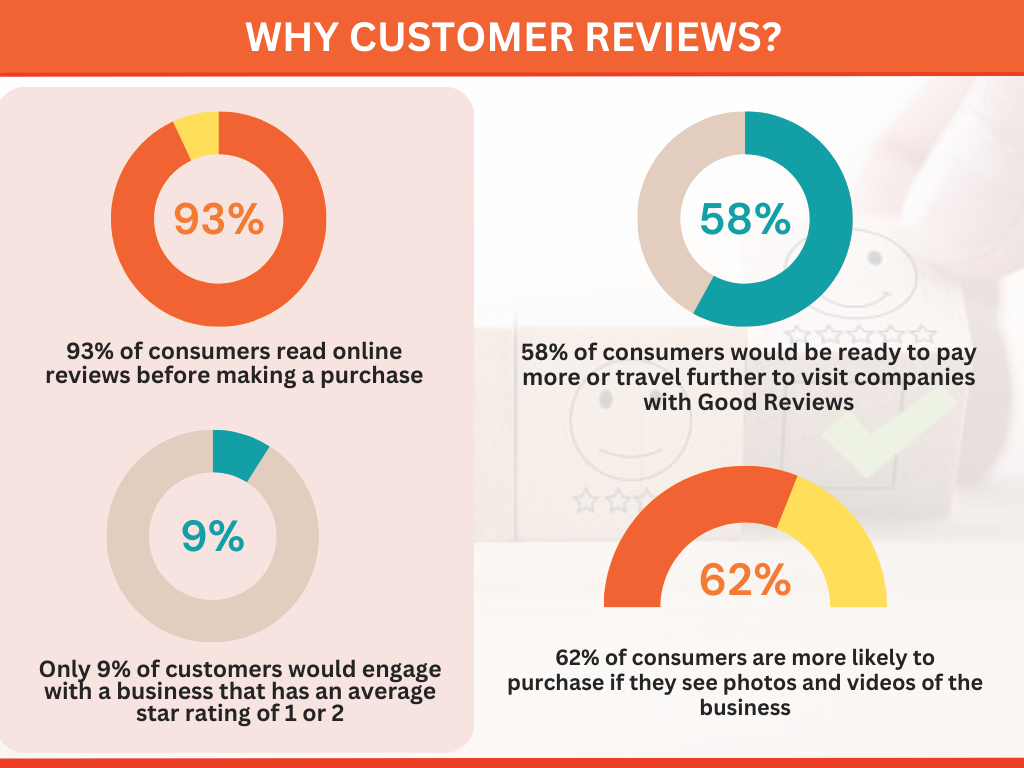 WHY CUSTOMER REVIEWS?
93%
93% of consumers read online
reviews before making a purchase
9%
Only 9% of customers would engage
with a business that has an average
star rating of 1 or 2
58%
58% of consumers would be ready to pay
more or travel further to visit companies
with Good Reviews
62%
62% of consumers are more likely to
purchase if they see photos and videos of the
business